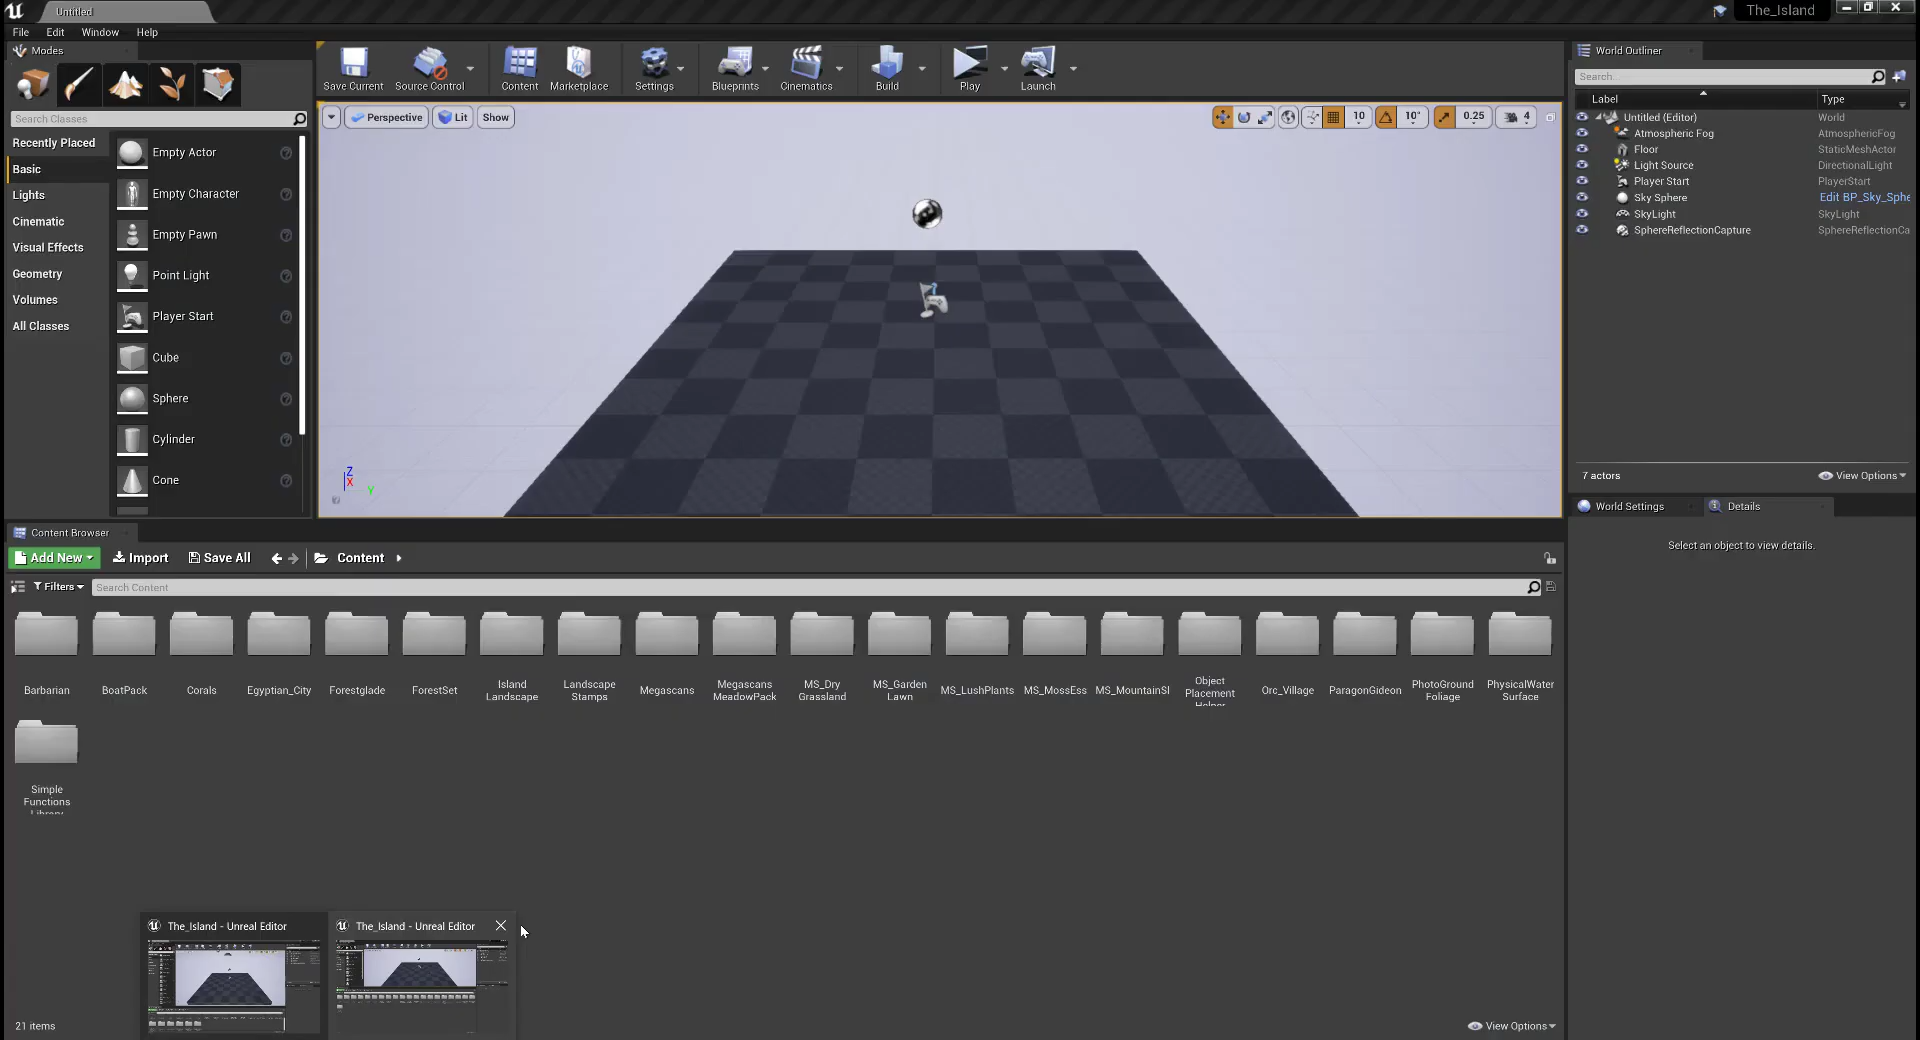 Untitled
The_Island
File Edit Window Help
Modes
Save Current Source Control Content Marketplace Settings Blueprints Cinematics Build Play Launch
Search Classes
Recently Placed
Basic
Lights
Cinematic
Visual Effects
Geometry
Volumes
All Classes
Empty Actor
Empty Character
Empty Pawn
Point Light
Player Start
Cube
Sphere
Cylinder
Cone
Perspective Lit Show
10 10° 0.25 4
Z
X
Y
World Outliner
Search...
Label Type
Untitled (Editor) World
Atmospheric Fog AtmosphericFog
Floor StaticMeshActor
Light Source DirectionalLight
Player Start PlayerStart
Sky Sphere Edit BP_Sky_Sphe
SkyLight SkyLight
SphereReflectionCapture SphereReflectionCa
7 actors View Options
World Settings Details
Select an object to view details.
Content Browser
Add New Import Save All Content
Filters Search Content
Barbarian
BoatPack
Corals
Egyptian_City
Forestglade
ForestSet
Island
Landscape
Landscape
Stamps
Megascans
Megascans
MeadowPack
MS_Dry
Grassland
MS_Garden
Lawn
MS_LushPlants
MS_MossEss
MS_MountainSl
Object
Placement
Helper
Orc_Village
ParagonGideon
PhotoGround
Foliage
PhysicalWater
Surface
Simple
Functions
Library
The_Island - Unreal Editor
The_Island - Unreal Editor
21 items View Options